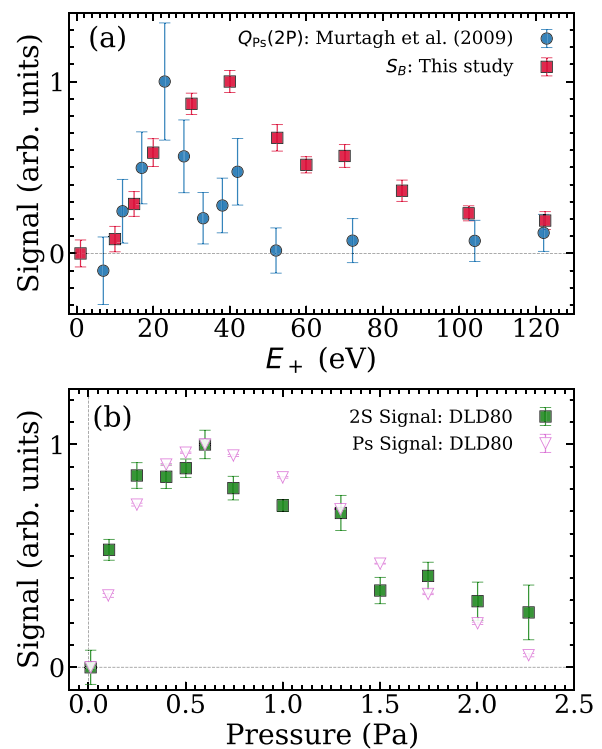 (a)
Q_Ps(2P): Murtagh et al. (2009)
S_B: This study
Signal (arb. units)
1
0
0 20 40 60 80 100 120
E₊ (eV)
(b)
2S Signal: DLD80
Ps Signal: DLD80
Signal (arb. units)
1
0
0.0 0.5 1.0 1.5 2.0 2.5
Pressure (Pa)